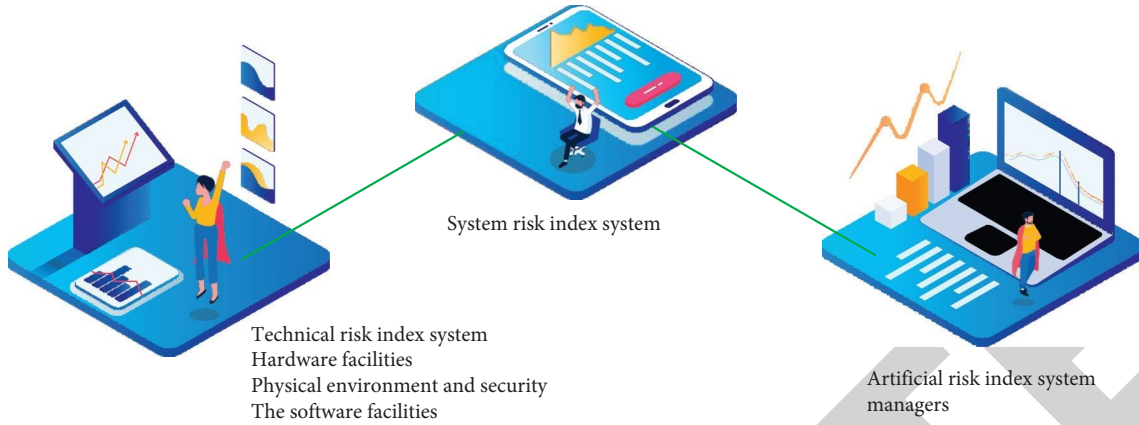 System risk index system
Technical risk index system
Hardware facilities
Physical environment and security
The software facilities
Artificial risk index system
managers